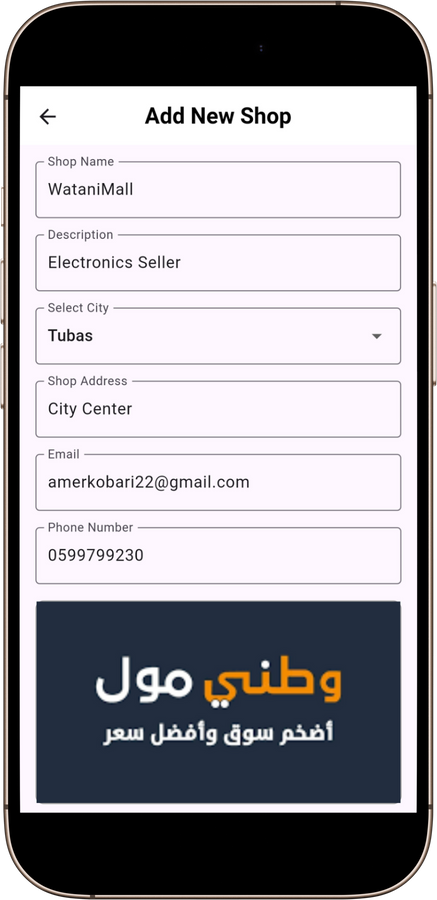 Add New Shop
Shop Name
WataniMall
Description
Electronics Seller
Select City
Tubas
Shop Address
City Center
Email
amerkobari22@gmail.com
Phone Number
0599799230
وطني مول
أضخم سوق وأفضل سعر